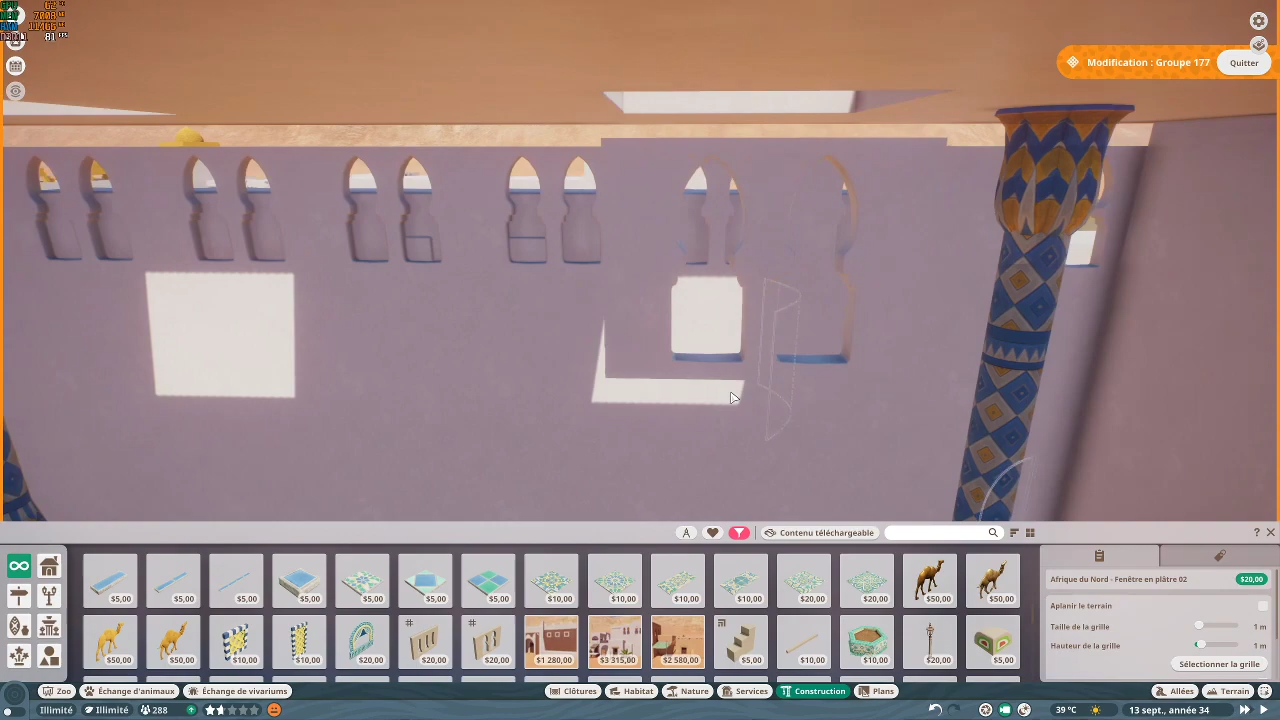 81 FPS
Modification : Groupe 177
Quitter
A
Contenu téléchargeable
?
$5,00 $5,00 $5,00 $5,00 $5,00 $5,00 $5,00 $10,00 $10,00 $10,00 $10,00 $20,00 $20,00 $50,00 $50,00
$50,00 $50,00 $10,00 $10,00 $20,00 $20,00 $20,00 $1 280,00 $3 315,00 $2 580,00 $5,00 $10,00 $10,00 $20,00 $5,00
Afrique du Nord - Fenêtre en plâtre 02 $20,00
Aplanir le terrain
Taille de la grille 1 m
Hauteur de la grille 1 m
Sélectionner la grille
Zoo Échange d'animaux Échange de vivariums Clôtures Habitat Nature Services Construction Plans Allées Terrain
Illimité Illimité 288 39 °C 13 sept., année 34